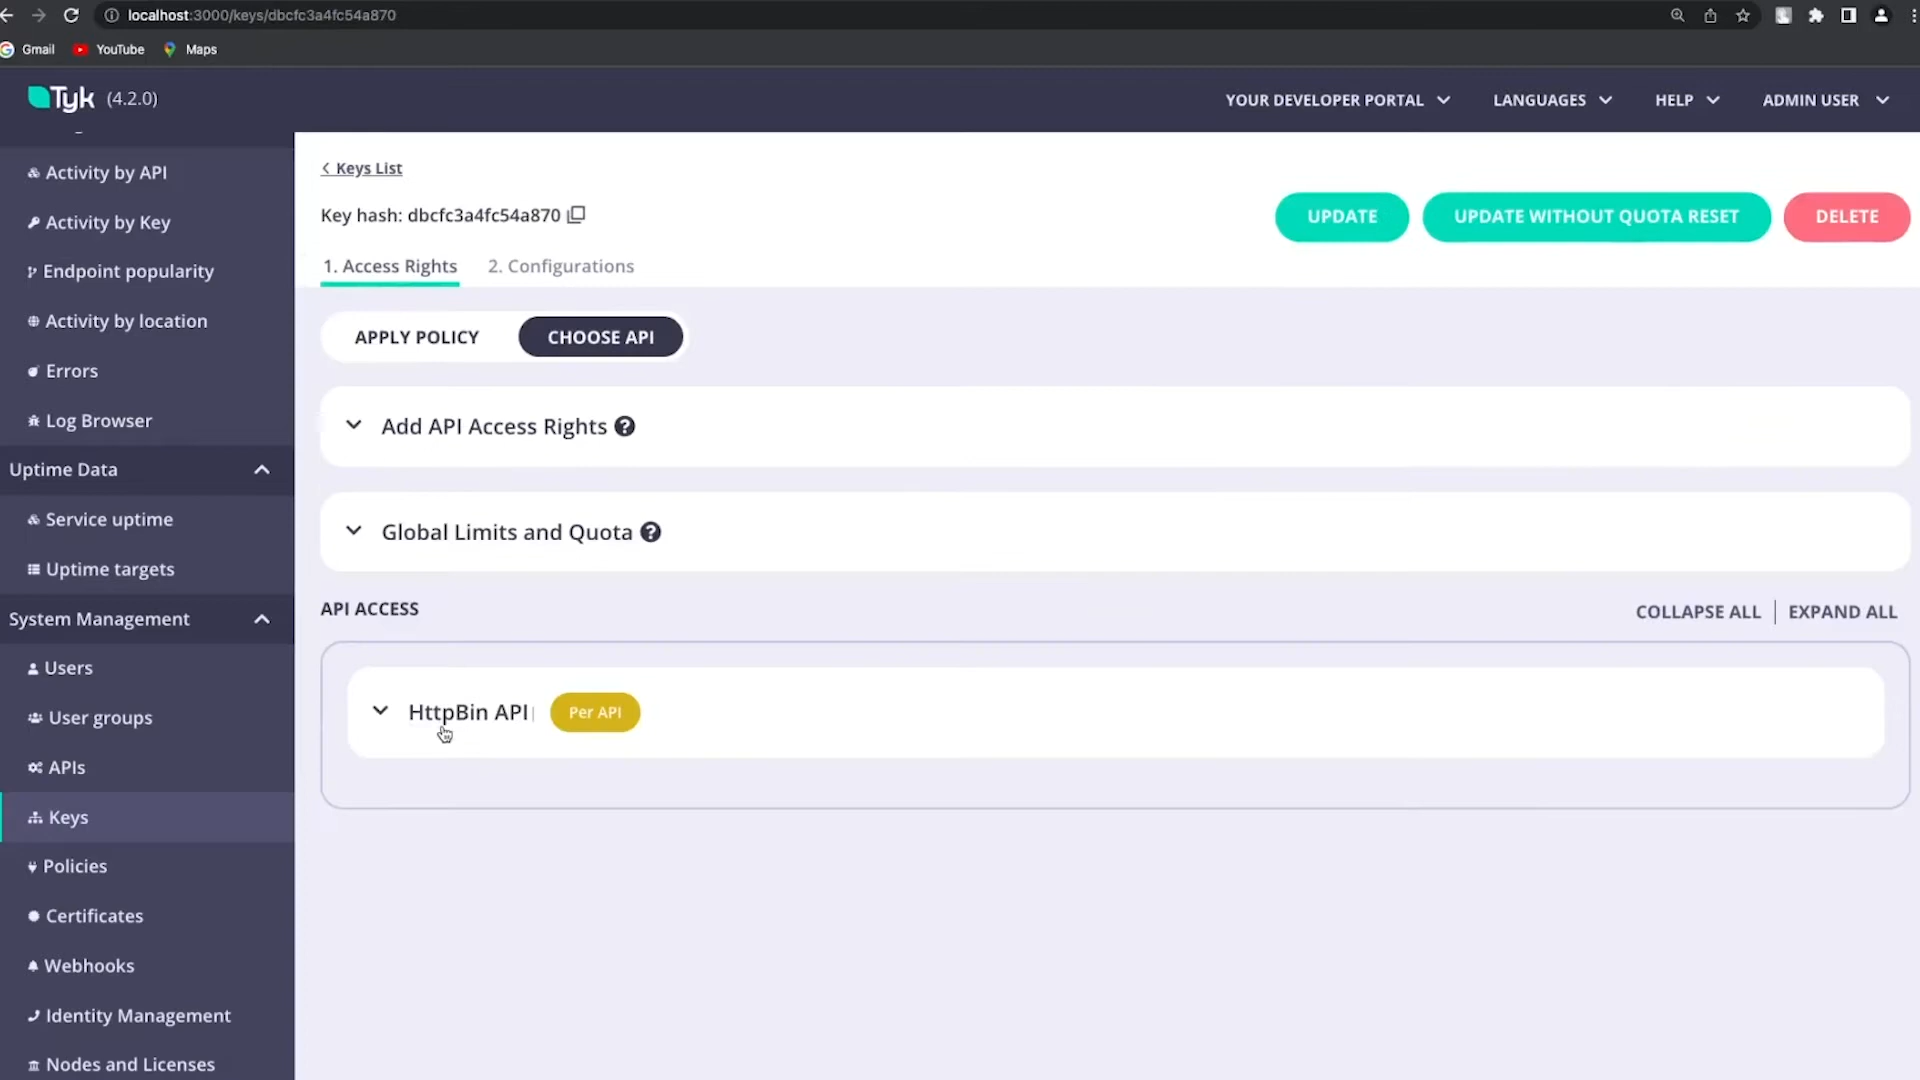 localhost:3000/keys/dbcfc3a4fc54a870
Gmail
YouTube
Maps
Tyk (4.2.0)
YOUR DEVELOPER PORTAL
LANGUAGES
HELP
ADMIN USER
Activity by API
Activity by Key
Endpoint popularity
Activity by location
Errors
Log Browser
Uptime Data
Service uptime
Uptime targets
System Management
Users
User groups
APIs
Keys
Policies
Certificates
Webhooks
Identity Management
Nodes and Licenses
< Keys List
Key hash: dbcfc3a4fc54a870
UPDATE
UPDATE WITHOUT QUOTA RESET
DELETE
1. Access Rights
2. Configurations
APPLY POLICY
CHOOSE API
Add API Access Rights ?
Global Limits and Quota ?
API ACCESS
COLLAPSE ALL | EXPAND ALL
HttpBin API
Per API